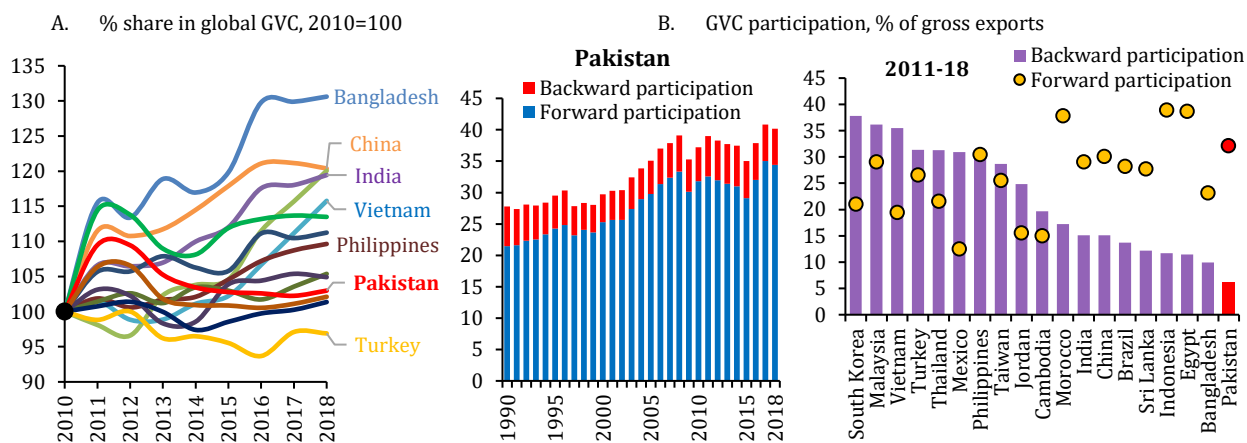 A. % share in global GVC, 2010=100
B. GVC participation, % of gross exports
135
130
125
120
115
110
105
100
95
90
Bangladesh
China
India
Vietnam
Philippines
Pakistan
Turkey
2010
2011
2012
2013
2014
2015
2016
2017
2018
Pakistan
Backward participation
Forward participation
45
40
35
30
25
20
15
10
5
0
1990
1995
2000
2005
2010
2015
2018
2011-18
Backward participation
Forward participation
45
40
35
30
25
20
15
10
5
0
South Korea
Malaysia
Vietnam
Turkey
Thailand
Mexico
Philippines
Taiwan
Jordan
Cambodia
Morocco
India
China
Brazil
Sri Lanka
Indonesia
Egypt
Bangladesh
Pakistan